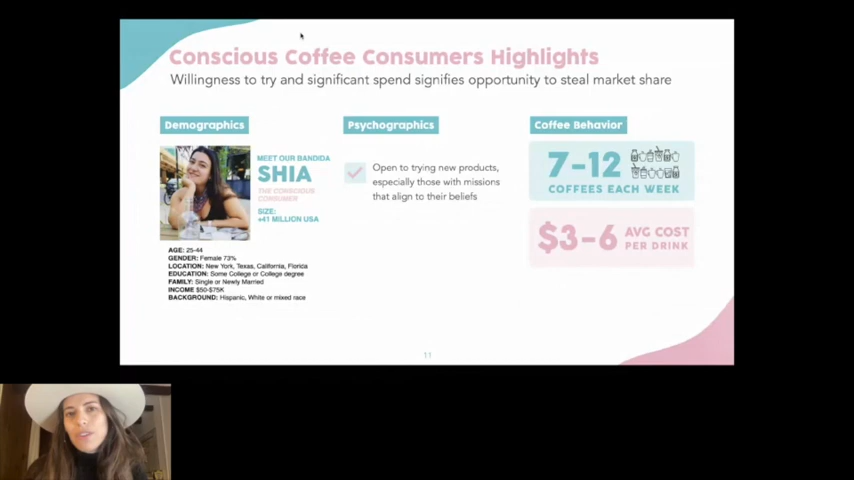 Conscious Coffee Consumers Highlights
Willingness to try and significant spend signifies opportunity to steal market share
Demographics
MEET OUR BANDIDA
SHIA
THE CONSCIOUS
CONSUMER
SIZE:
+41 MILLION USA
AGE: 25-44
GENDER: Female 73%
LOCATION: New York, Texas, California, Florida
EDUCATION: Some College or College degree
FAMILY: Single or Newly Married
INCOME $50-$75K
BACKGROUND: Hispanic, White or mixed race
Psychographics
Open to trying new products,
especially those with missions
that align to their beliefs
Coffee Behavior
7-12
COFFEES EACH WEEK
$3-6 AVG COST
PER DRINK
11